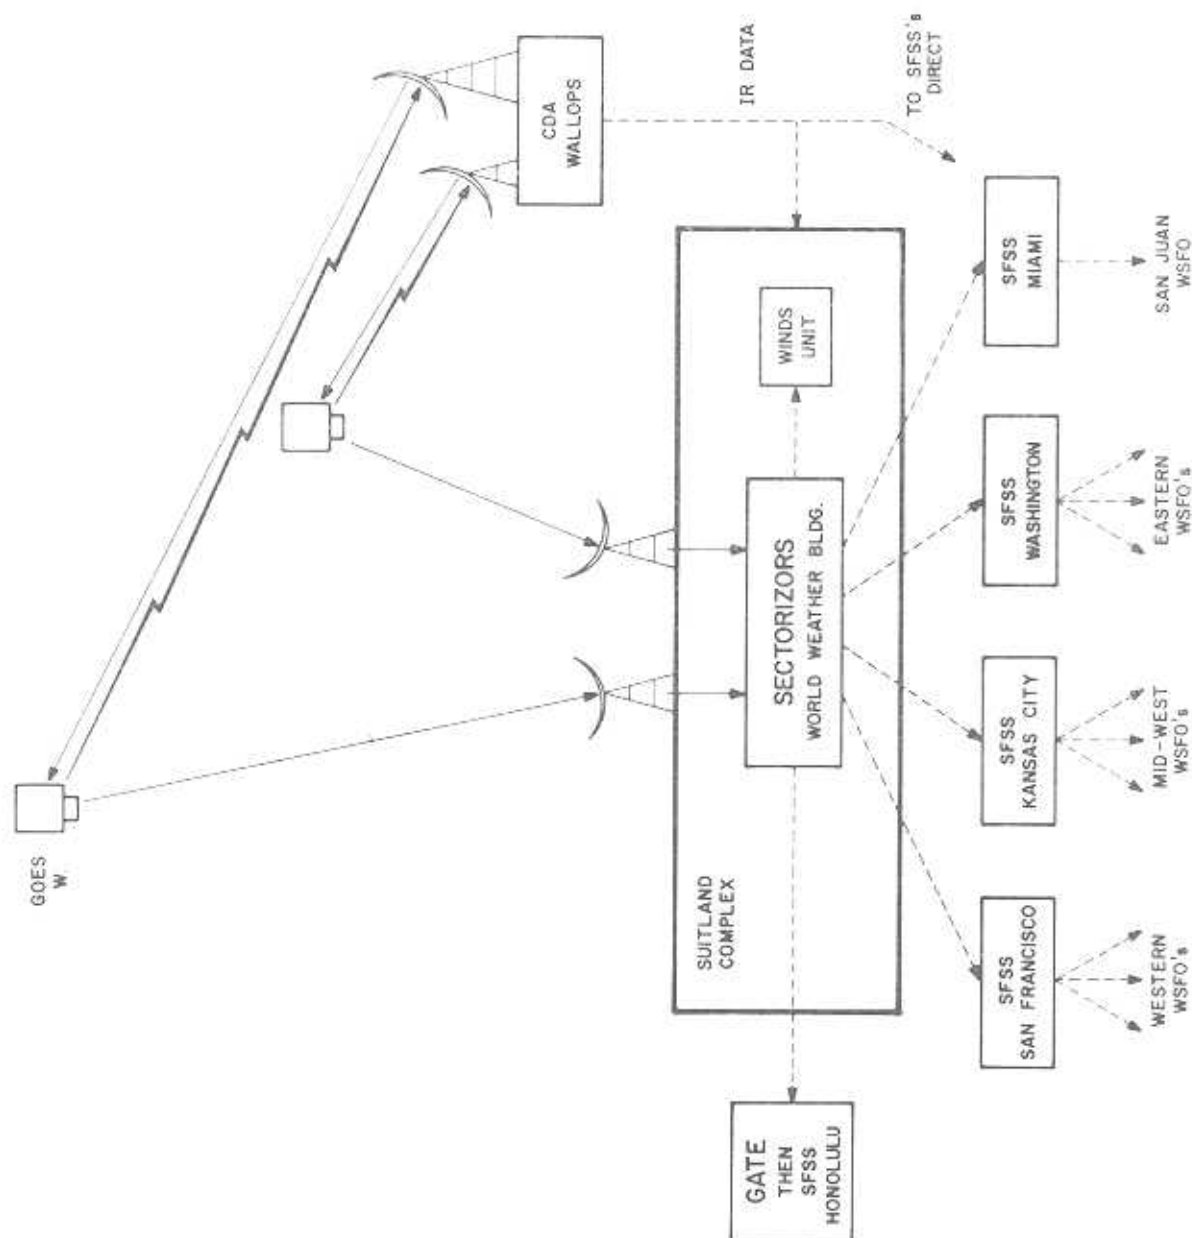 GOES
W.
CDA
WALLOPS
IR DATA
TO SFSS's
DIRECT
SUITLAND
COMPLEX
SECTORIZORS
WORLD WEATHER BLDG.
WINDS
UNIT
GATE
THEN
SFSS
HONOLULU
SFSS
SAN FRANCISCO
SFSS
KANSAS CITY
SFSS
WASHINGTON
SFSS
MIAMI
WESTERN
WSFO's
MID-WEST
WSFO's
EASTERN
WSFO's
SAN JUAN
WSFO